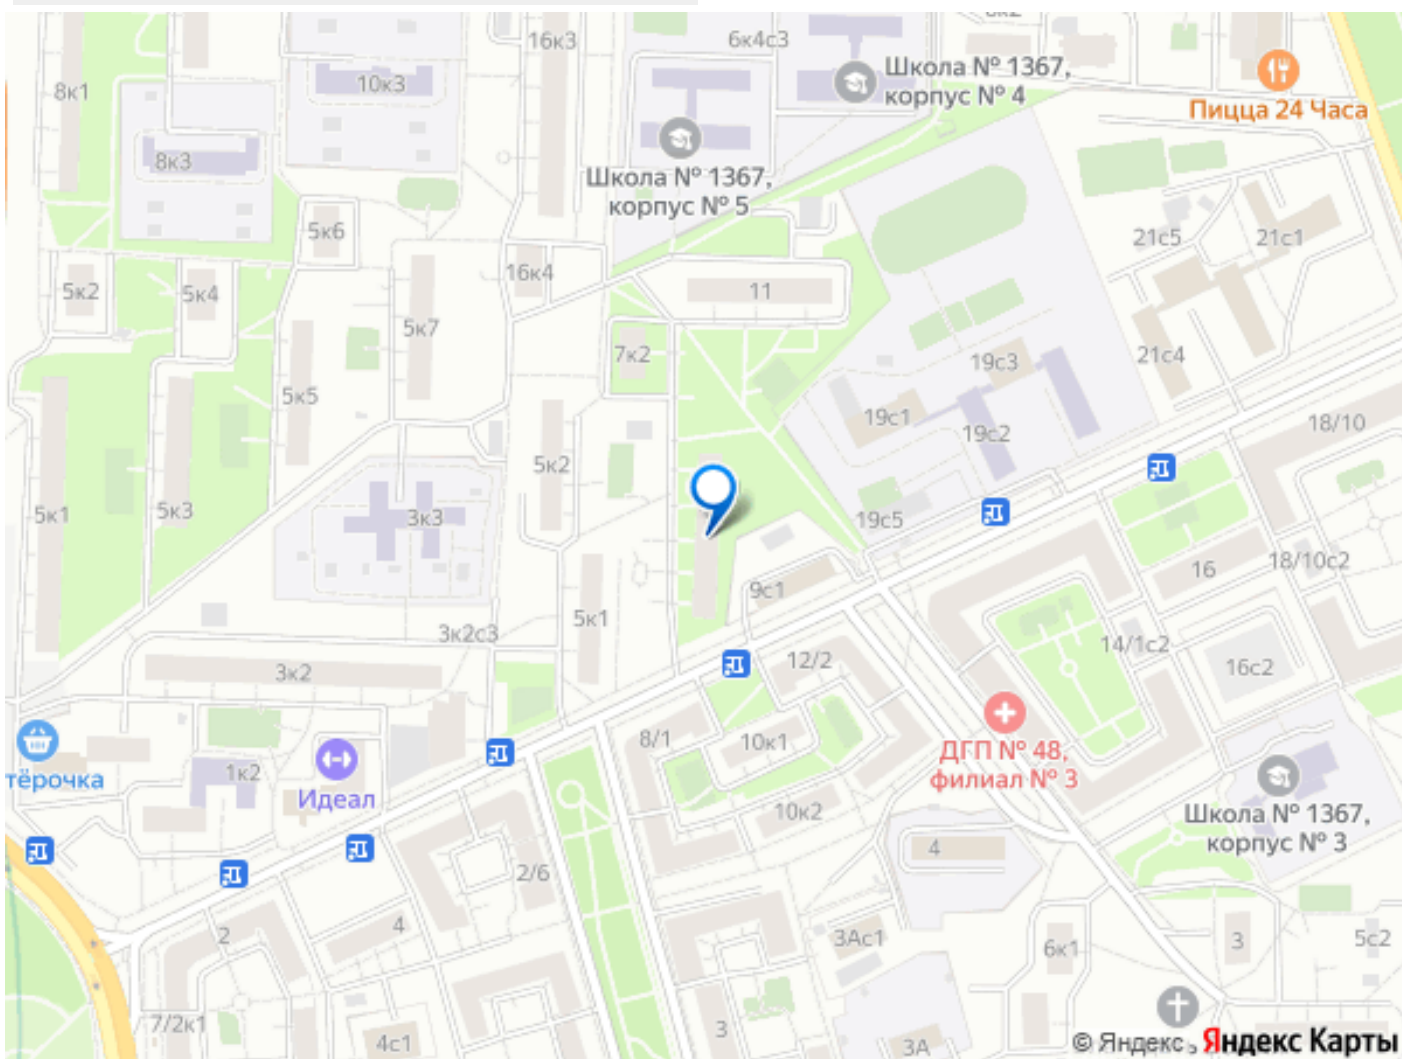 16к3
6к4с3
8к1
10к3
Школа № 1367,
корпус № 4
Пицца 24 Часа
8к3
Школа № 1367,
корпус № 5
5к6
21с5
21с1
16к4
5к2
5к4
11
5к7
7к2
19с3
21с4
5к5
19с1
19с2
18/10
5к2
5к1
5к3
3к3
19с5
16
18/10с2
9с1
5к1
3к2с3
14/1с2
3к2
12/2
16с2
8/1
10к1
ДГП № 48,
филиал № 3
тёрочка
1к2
Идеал
10к2
Школа № 1367,
корпус № 3
4
2/6
2
4
3Ас1
6к1
3
5с2
7/2к1
4с1
3
3А
© Яндекс Яндекс Карты